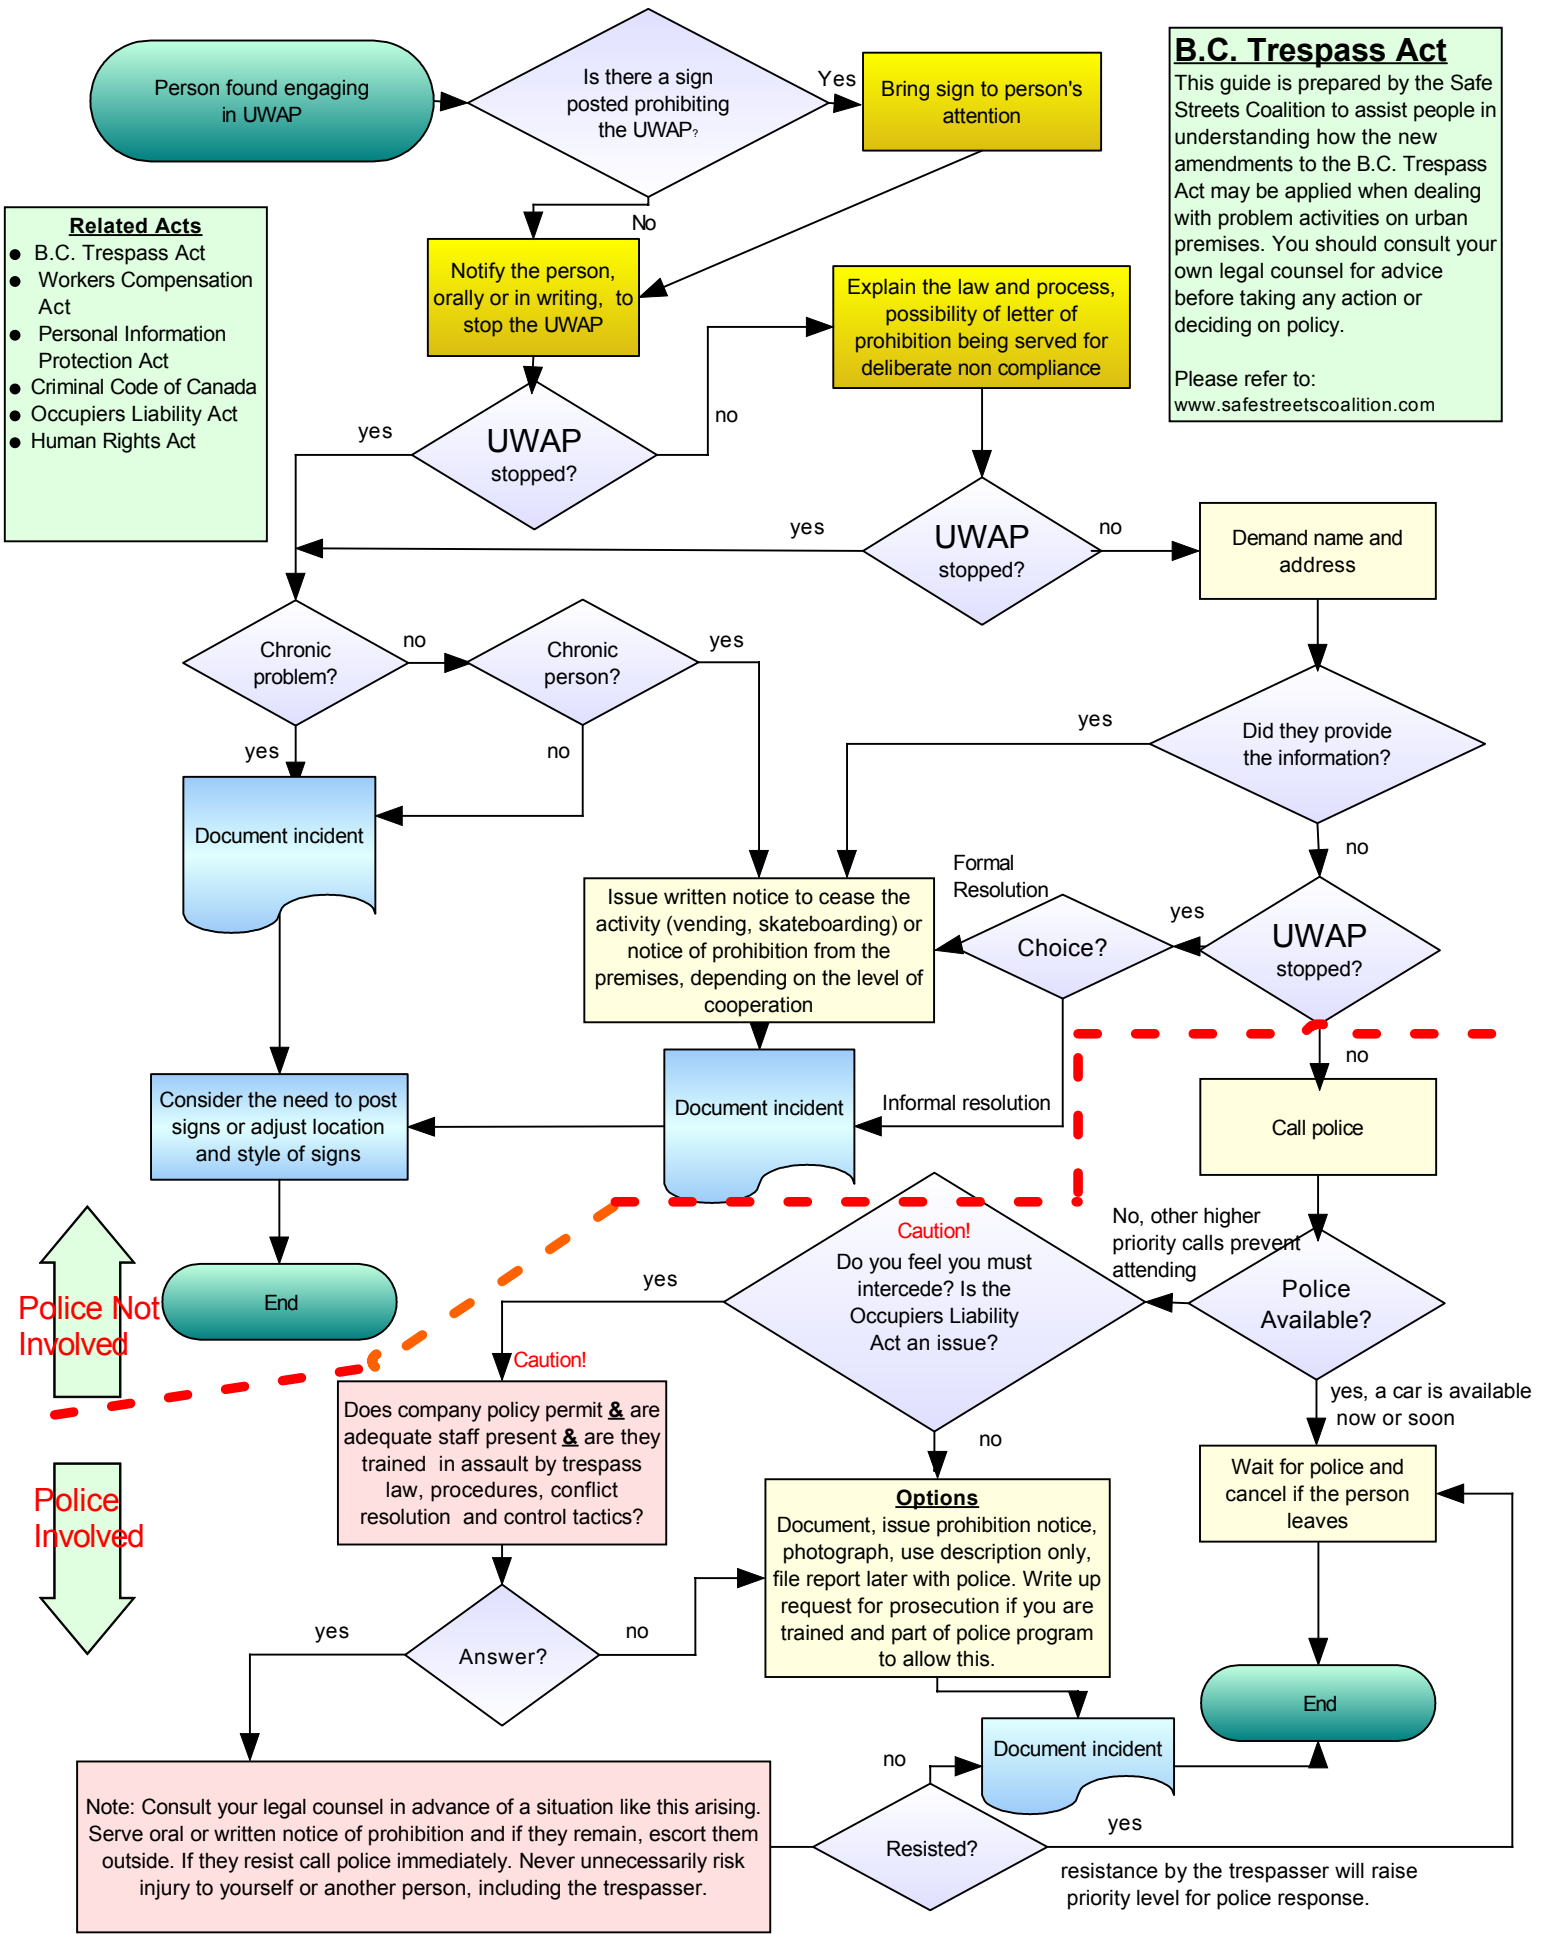 Person found engaging
in UWAP
Is there a sign
posted prohibiting
the UWAP?
Yes
Bring sign to person's
attention
B.C. Trespass Act
This guide is prepared by the Safe
Streets Coalition to assist people in
understanding how the new
amendments to the B.C. Trespass
Act may be applied when dealing
with problem activities on urban
premises. You should consult your
own legal counsel for advice
before taking any action or
deciding on policy.
Please refer to:
www.safestreetscoalition.com
Related Acts
● B.C. Trespass Act
● Workers Compensation
Act
● Personal Information
Protection Act
● Criminal Code of Canada
● Occupiers Liability Act
● Human Rights Act
No
Notify the person,
orally or in writing, to
stop the UWAP
Explain the law and process,
possibility of letter of
prohibition being served for
deliberate non compliance
yes
UWAP
stopped?
no
yes
UWAP
stopped?
no
Demand name and
address
Chronic
problem?
no
Chronic
person?
yes
yes
no
yes
Did they provide
the information?
no
Document incident
Issue written notice to cease the
activity (vending, skateboarding) or
notice of prohibition from the
premises, depending on the level of
cooperation
Formal
Resolution
Choice?
yes
UWAP
stopped?
no
Consider the need to post
signs or adjust location
and style of signs
Document incident
Informal resolution
Call police
End
Police Not
Involved
Police
Involved
yes
Caution!
Do you feel you must
intercede? Is the
Occupiers Liability
Act an issue?
No, other higher
priority calls prevent
attending
Police
Available?
Caution!
Does company policy permit & are
adequate staff present & are they
trained in assault by trespass
law, procedures, conflict
resolution and control tactics?
no
yes, a car is available
now or soon
Options
Document, issue prohibition notice,
photograph, use description only,
file report later with police. Write up
request for prosecution if you are
trained and part of police program
to allow this.
Wait for police and
cancel if the person
leaves
yes
Answer?
no
End
Document incident
Note: Consult your legal counsel in advance of a situation like this arising.
Serve oral or written notice of prohibition and if they remain, escort them
outside. If they resist call police immediately. Never unnecessarily risk
injury to yourself or another person, including the trespasser.
no
Resisted?
yes
resistance by the trespasser will raise
priority level for police response.